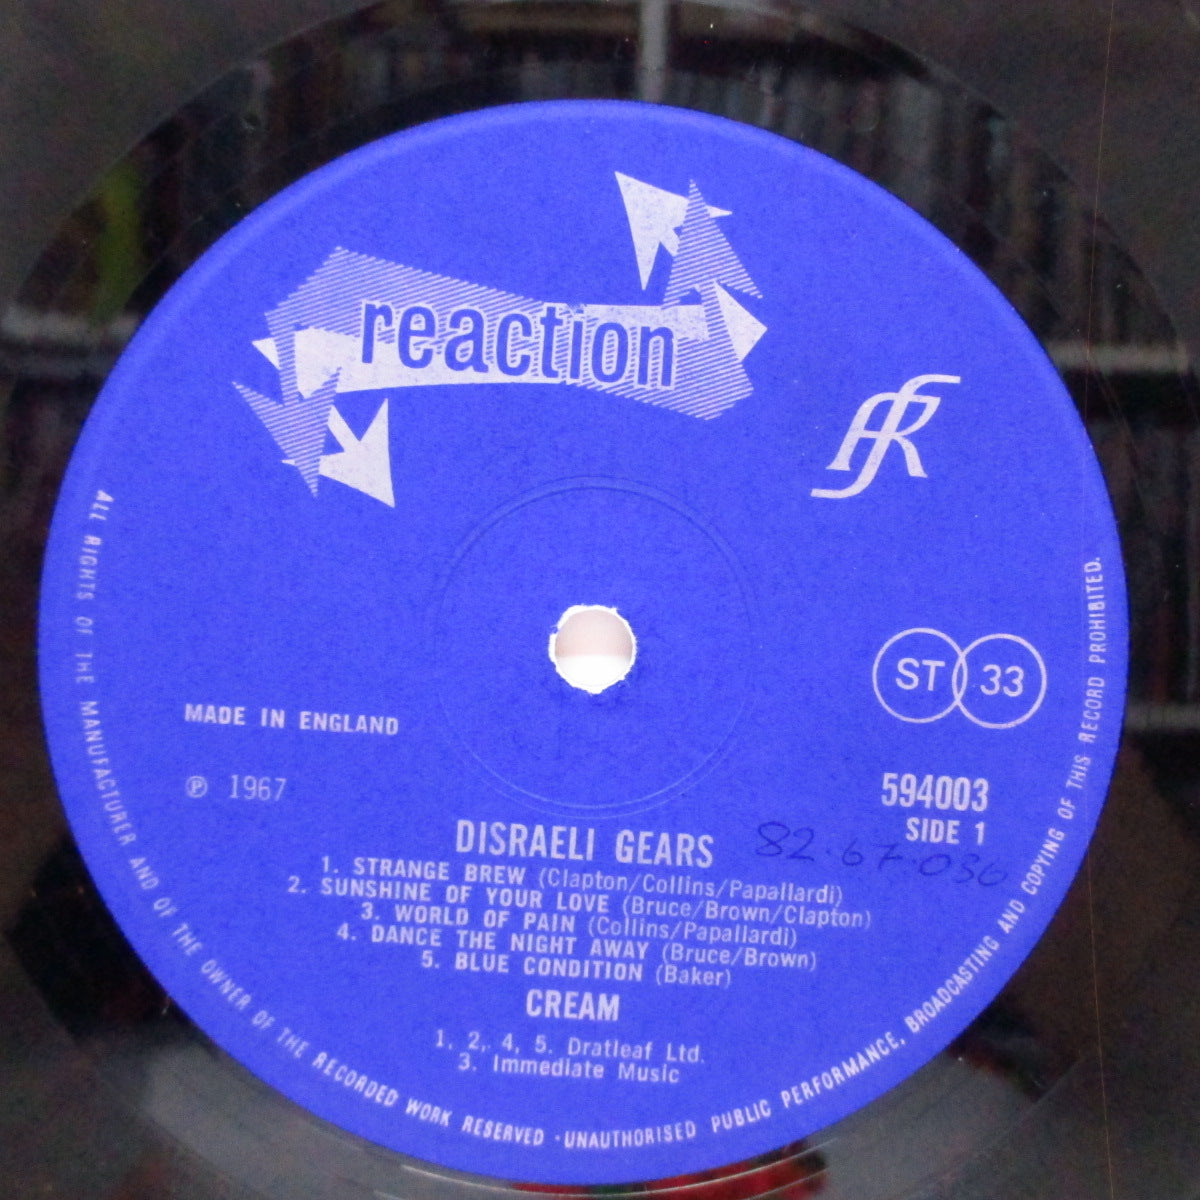 reaction
fR
ST 33
MADE IN ENGLAND
℗ 1967
594003
SIDE 1
DISRAELI GEARS
82.67.036
1. STRANGE BREW (Clapton/Collins/Papallardi)
2. SUNSHINE OF YOUR LOVE (Bruce/Brown/Clapton)
3. WORLD OF PAIN (Collins/Papallardi)
4. DANCE THE NIGHT AWAY (Bruce/Brown)
5. BLUE CONDITION (Baker)
CREAM
1, 2, 4, 5. Dratleaf Ltd.
3. Immediate Music
ALL RIGHTS OF THE MANUFACTURER AND OF THE OWNER OF THE RECORDED WORK RESERVED · UNAUTHORISED PUBLIC PERFORMANCE, BROADCASTING AND COPYING OF THIS RECORD PROHIBITED.